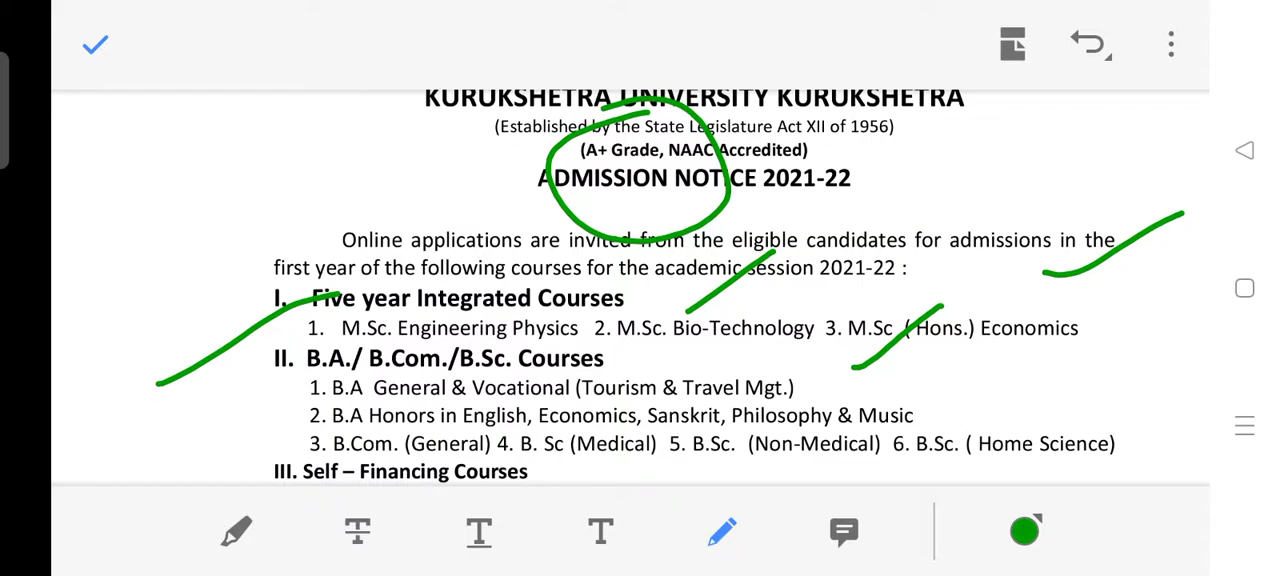 KURUKSHETRA UNIVERSITY KURUKSHETRA
(Established by the State Legislature Act XII of 1956)
(A+ Grade, NAAC Accredited)
ADMISSION NOTICE 2021-22
Online applications are invited from the eligible candidates for admissions in the
first year of the following courses for the academic session 2021-22 :
I. Five year Integrated Courses
1. M.Sc. Engineering Physics 2. M.Sc. Bio-Technology 3. M.Sc ( Hons.) Economics
II. B.A./ B.Com./B.Sc. Courses
1. B.A General & Vocational (Tourism & Travel Mgt.)
2. B.A Honors in English, Economics, Sanskrit, Philosophy & Music
3. B.Com. (General) 4. B. Sc (Medical) 5. B.Sc. (Non-Medical) 6. B.Sc. ( Home Science)
III. Self – Financing Courses
T T T